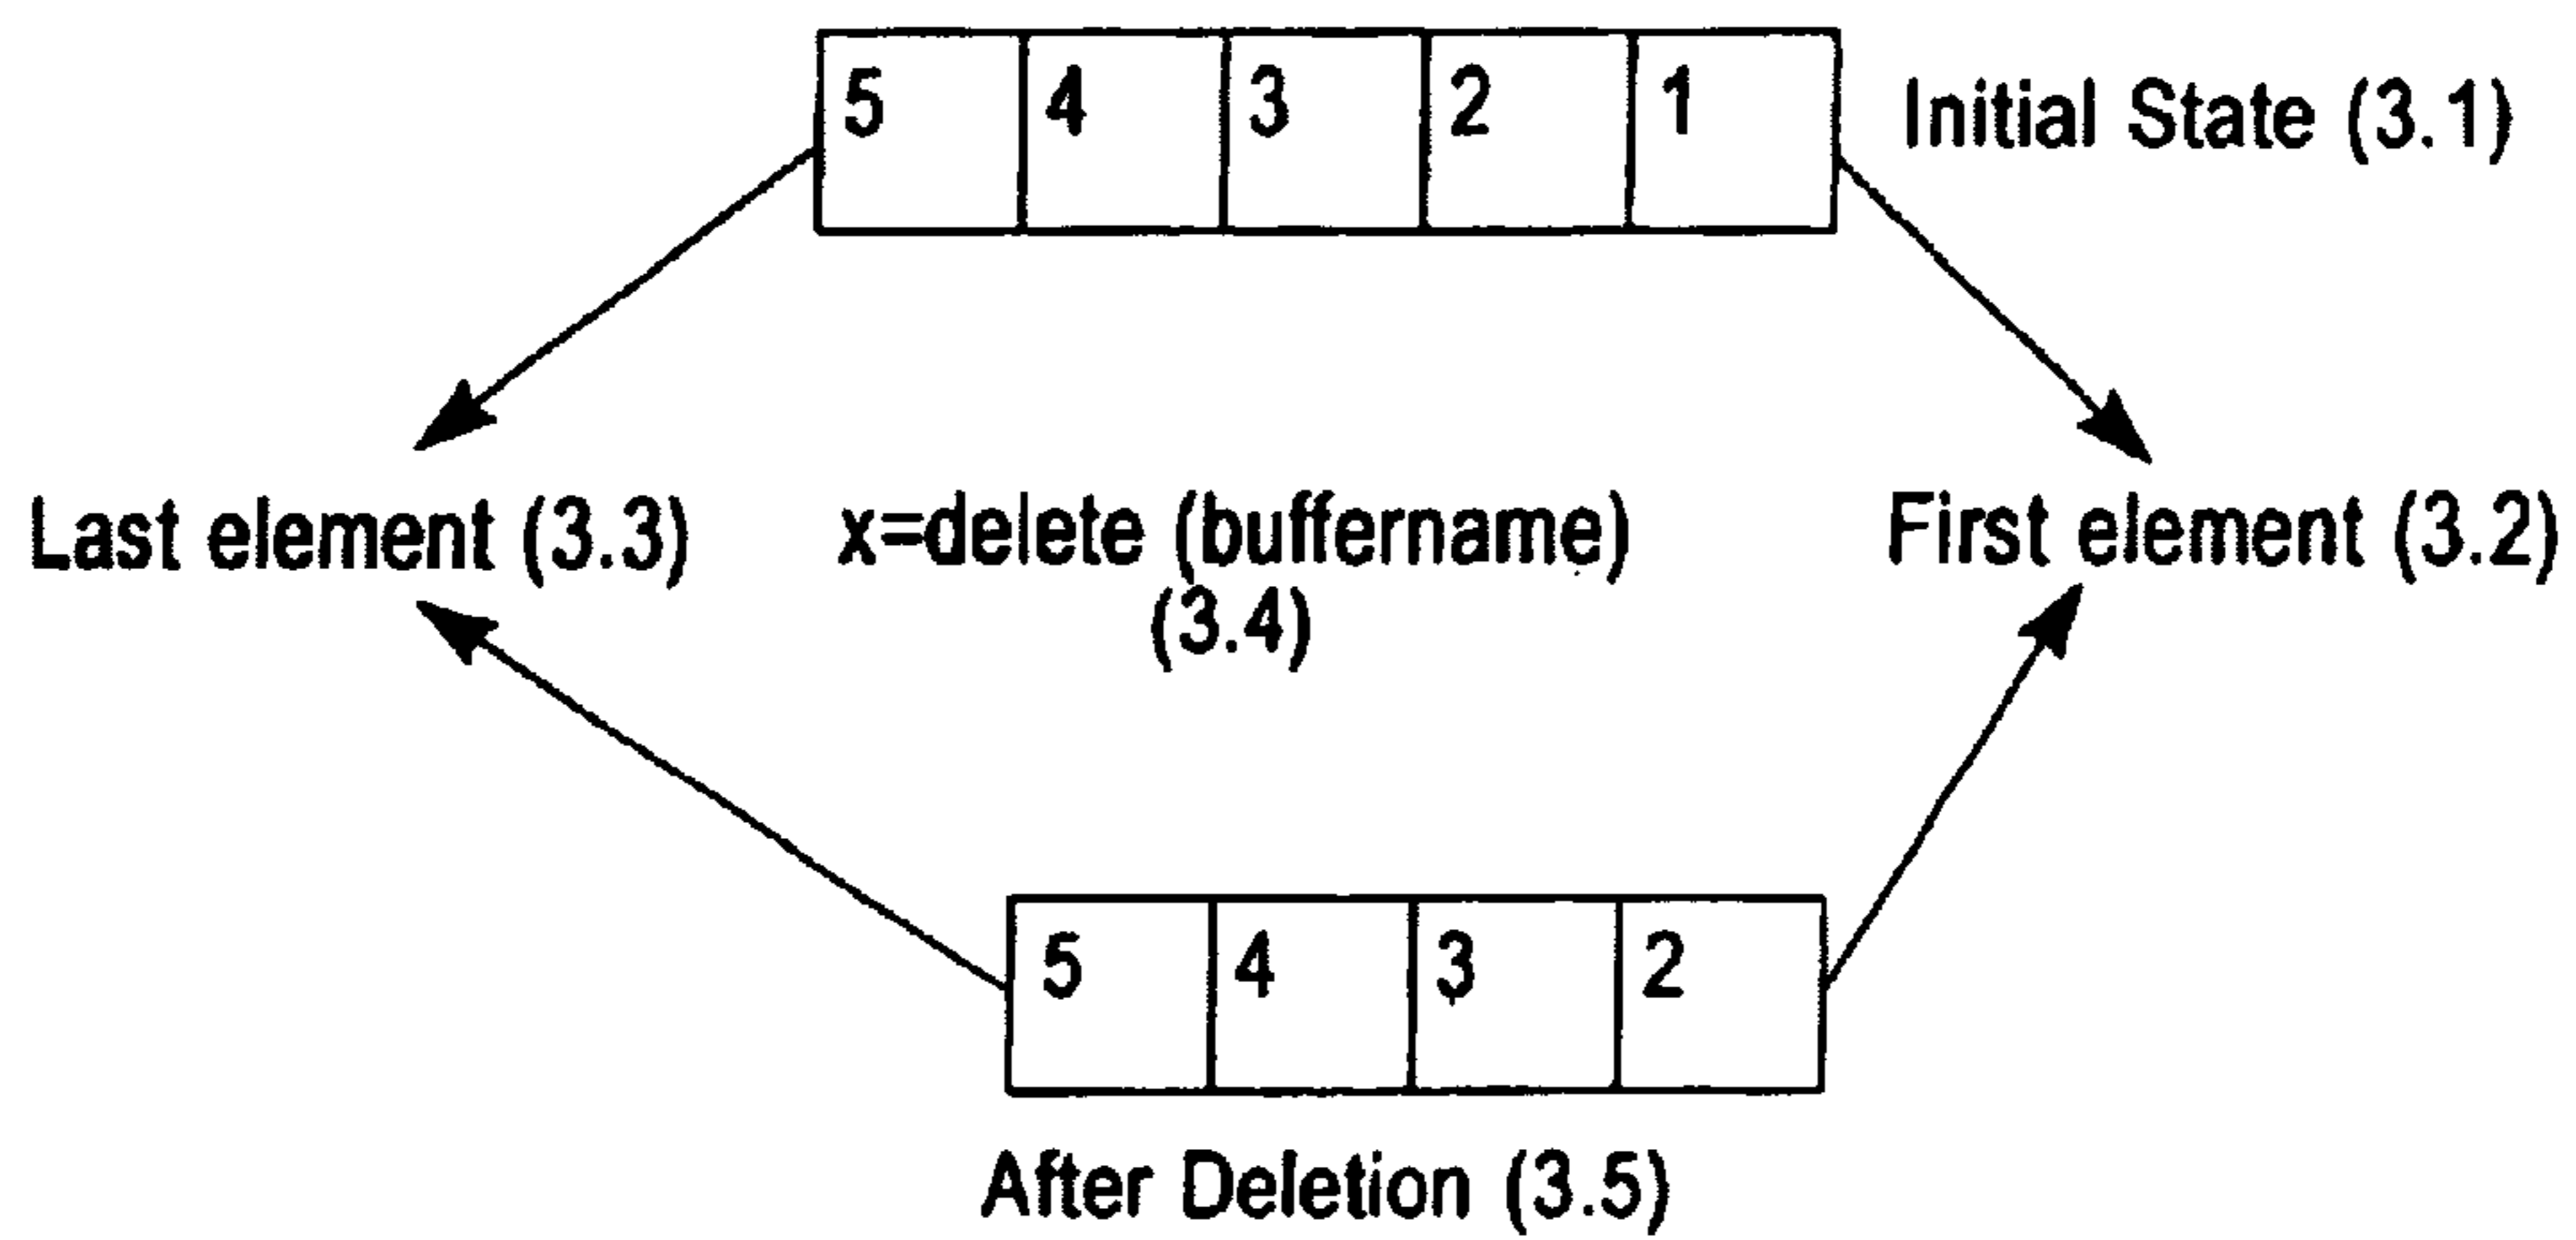 5 4 3 2 1 Initial State (3.1)
Last element (3.3) x=delete (buffername) First element (3.2)
(3.4)
5 4 3 2
After Deletion (3.5)